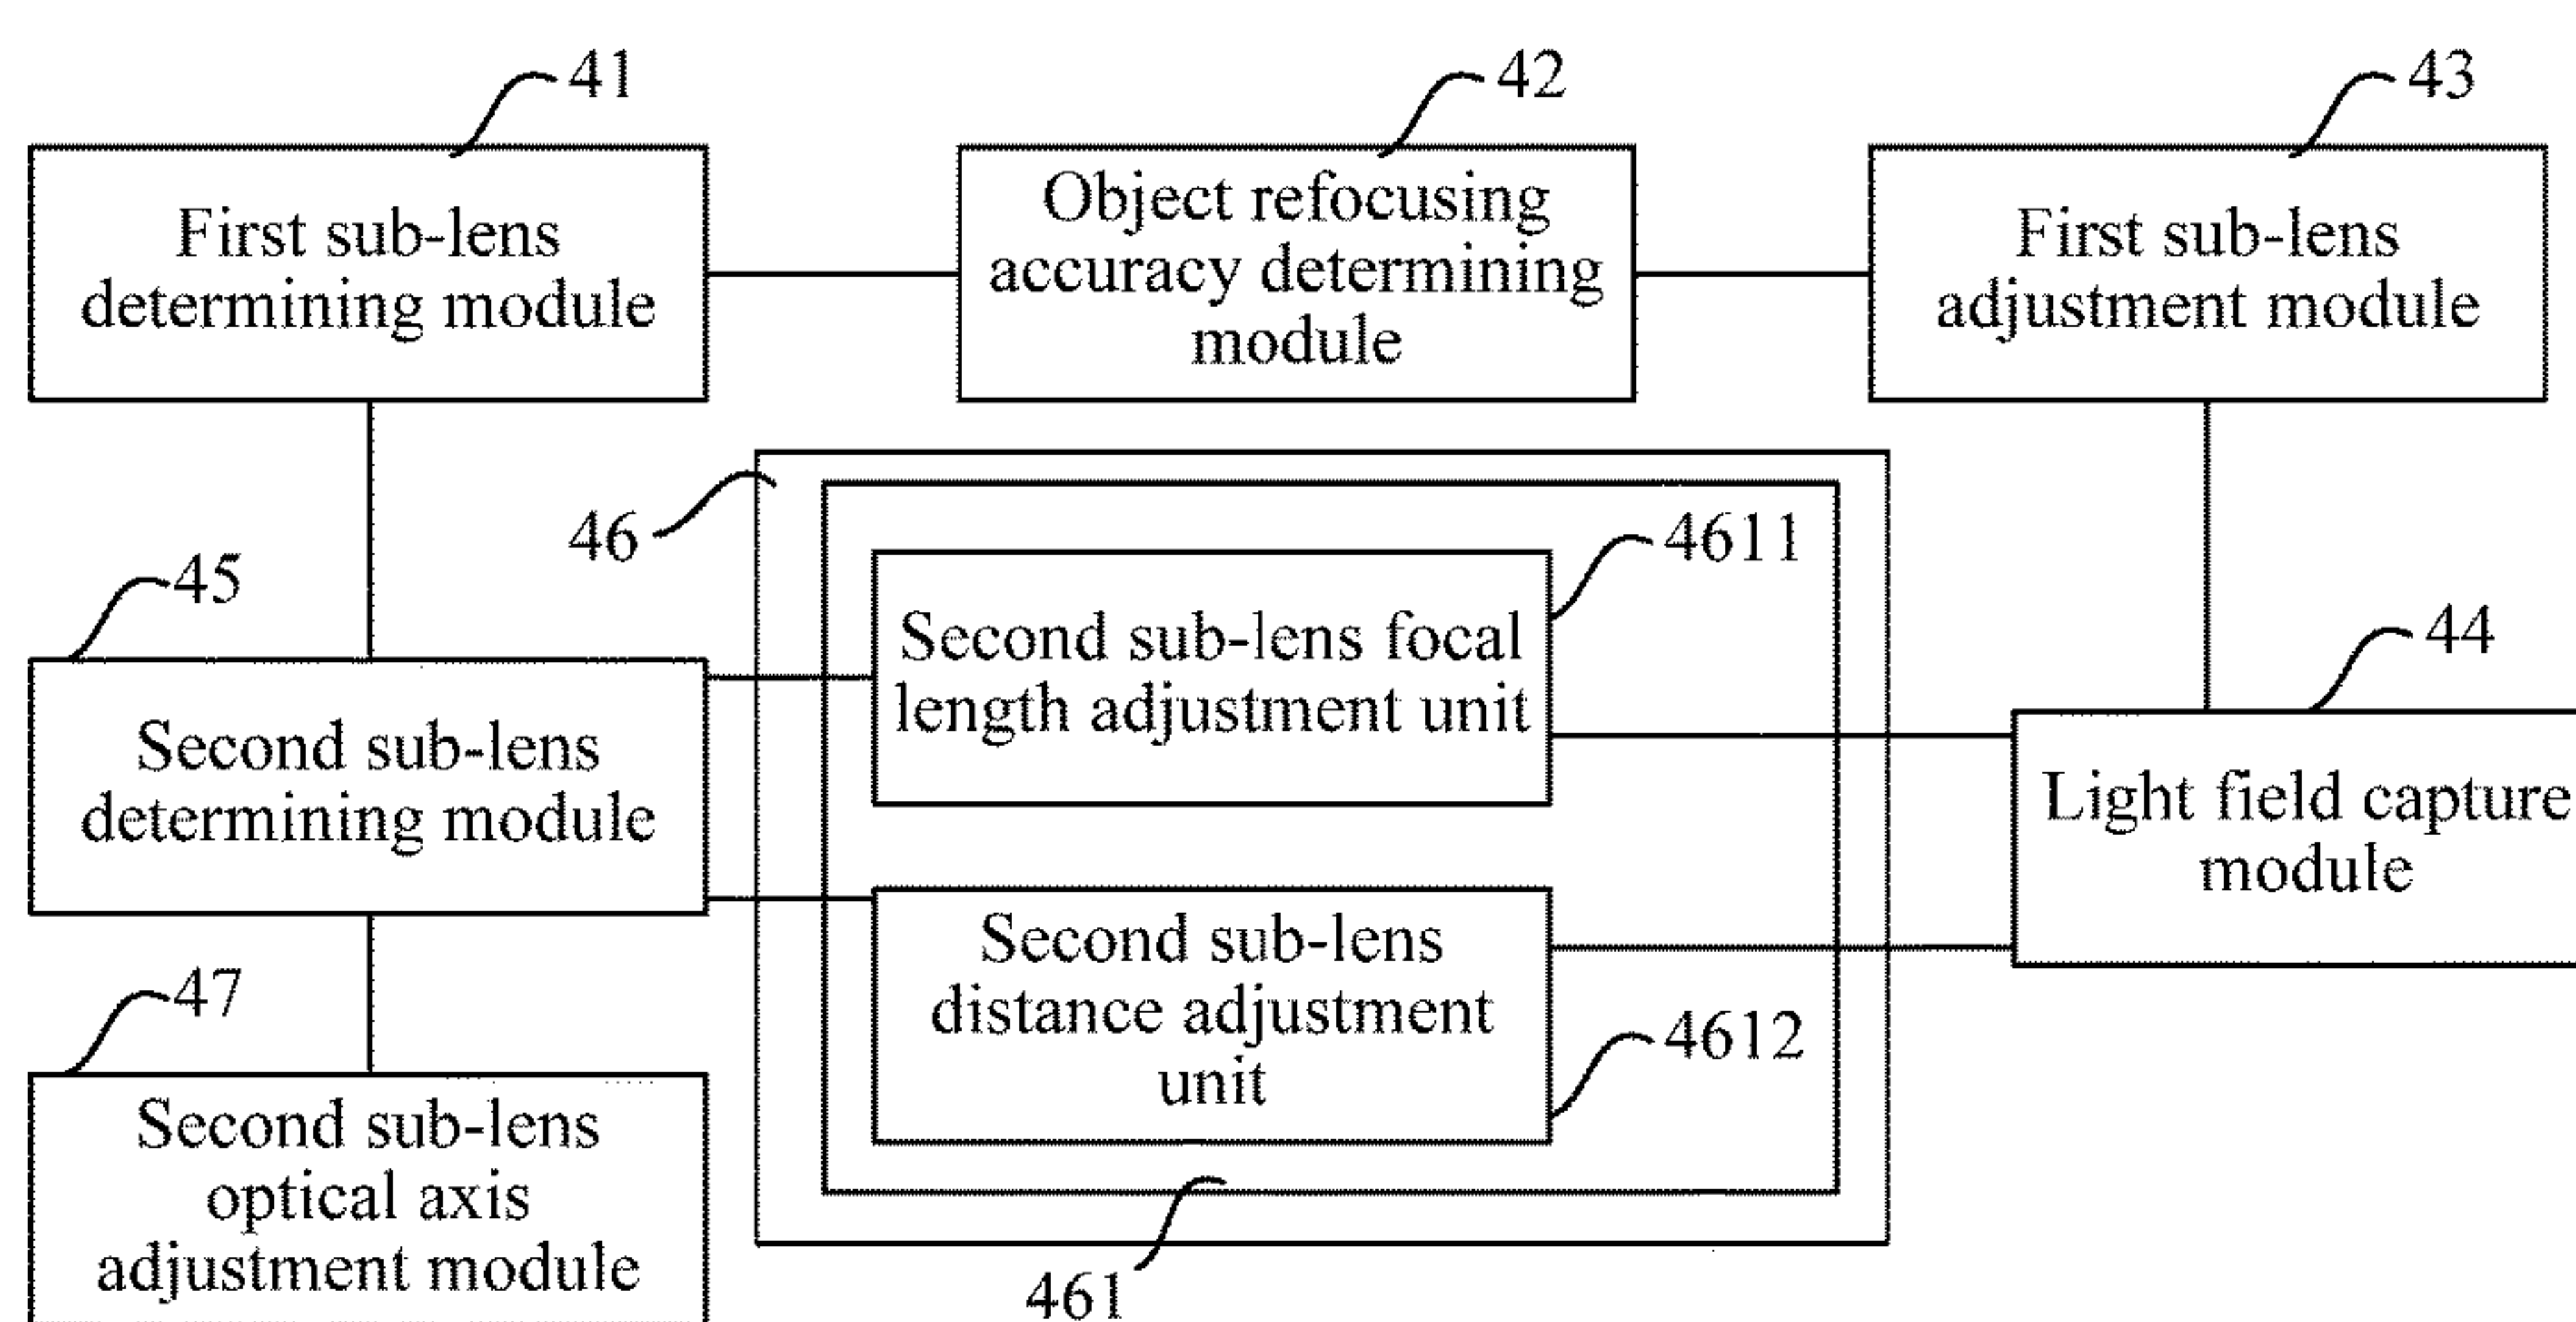 41
42
43
First sub-lens
determining module
Object refocusing
accuracy determining
module
First sub-lens
adjustment module
46
4611
45
44
Second sub-lens focal
length adjustment unit
Second sub-lens
determining module
Light field capture
module
Second sub-lens
distance adjustment
unit
47
4612
Second sub-lens
optical axis
adjustment module
461